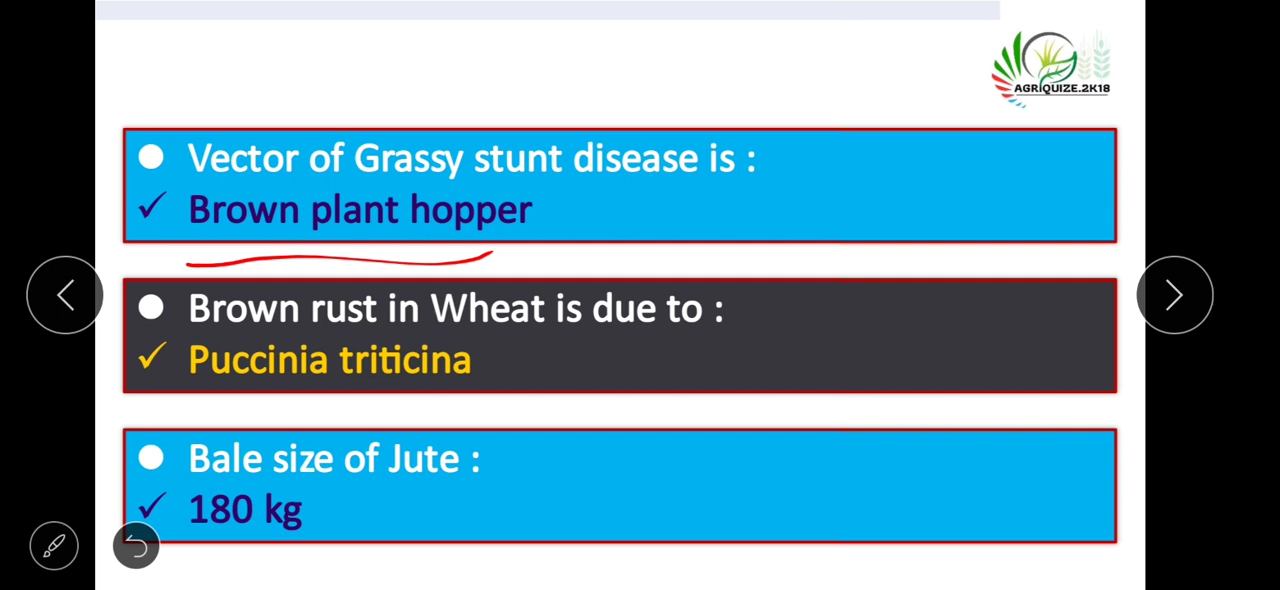 AGRIQUIZE.2K18
Vector of Grassy stunt disease is :
Brown plant hopper
Brown rust in Wheat is due to :
Puccinia triticina
Bale size of Jute :
180 kg